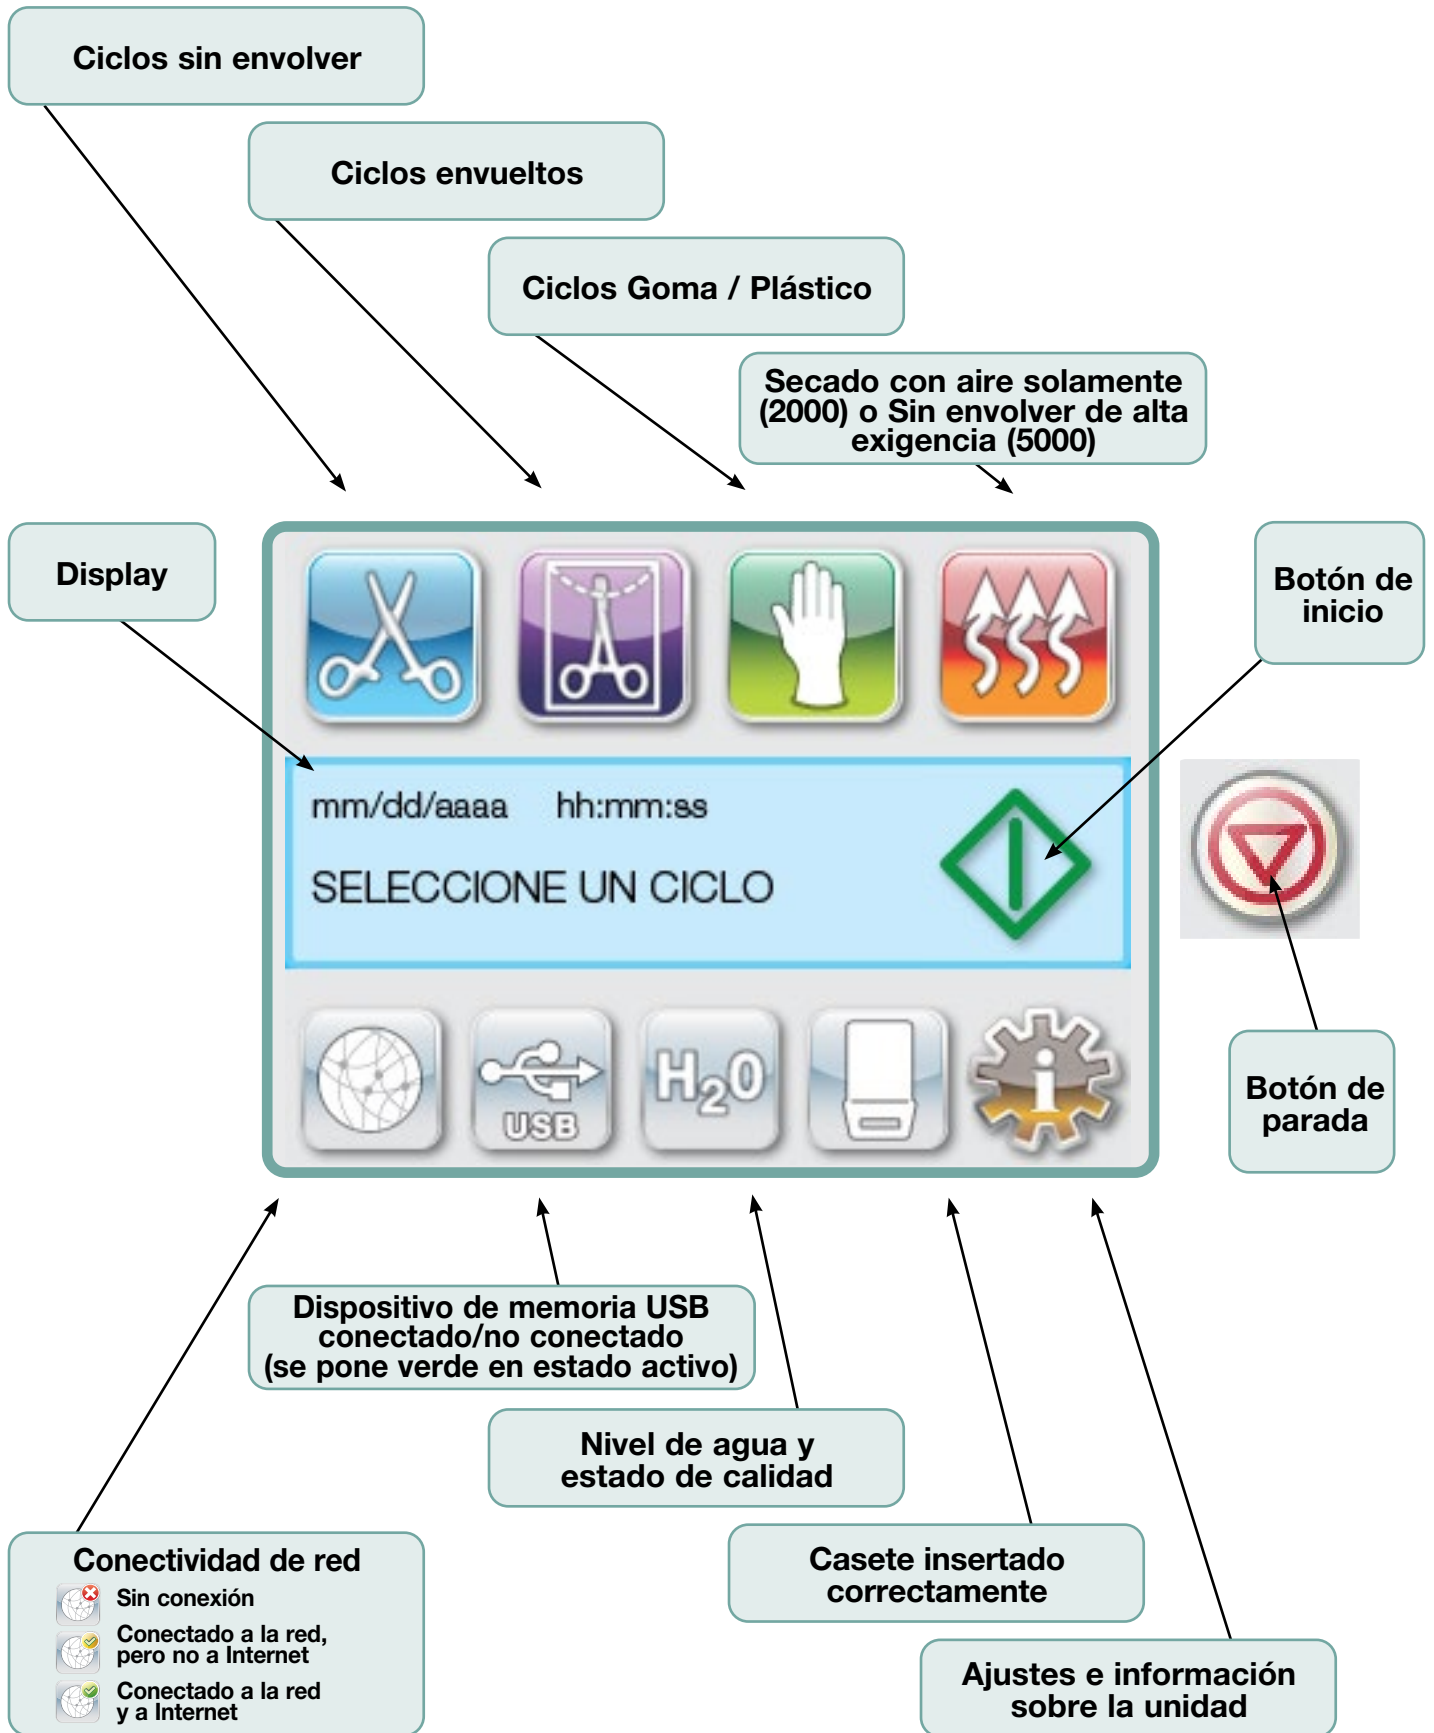 Ciclos sin envolver
Ciclos envueltos
Ciclos Goma / Plástico
Secado con aire solamente
(2000) o Sin envolver de alta
exigencia (5000)
Display
Botón de
inicio
mm/dd/aaaa hh:mm:ss
SELECCIONE UN CICLO
USB
H₂0
i
Botón de
parada
Dispositivo de memoria USB
conectado/no conectado
(se pone verde en estado activo)
Nivel de agua y
estado de calidad
Casete insertado
correctamente
Ajustes e información
sobre la unidad
Conectividad de red
Sin conexión
Conectado a la red,
pero no a Internet
Conectado a la red
y a Internet